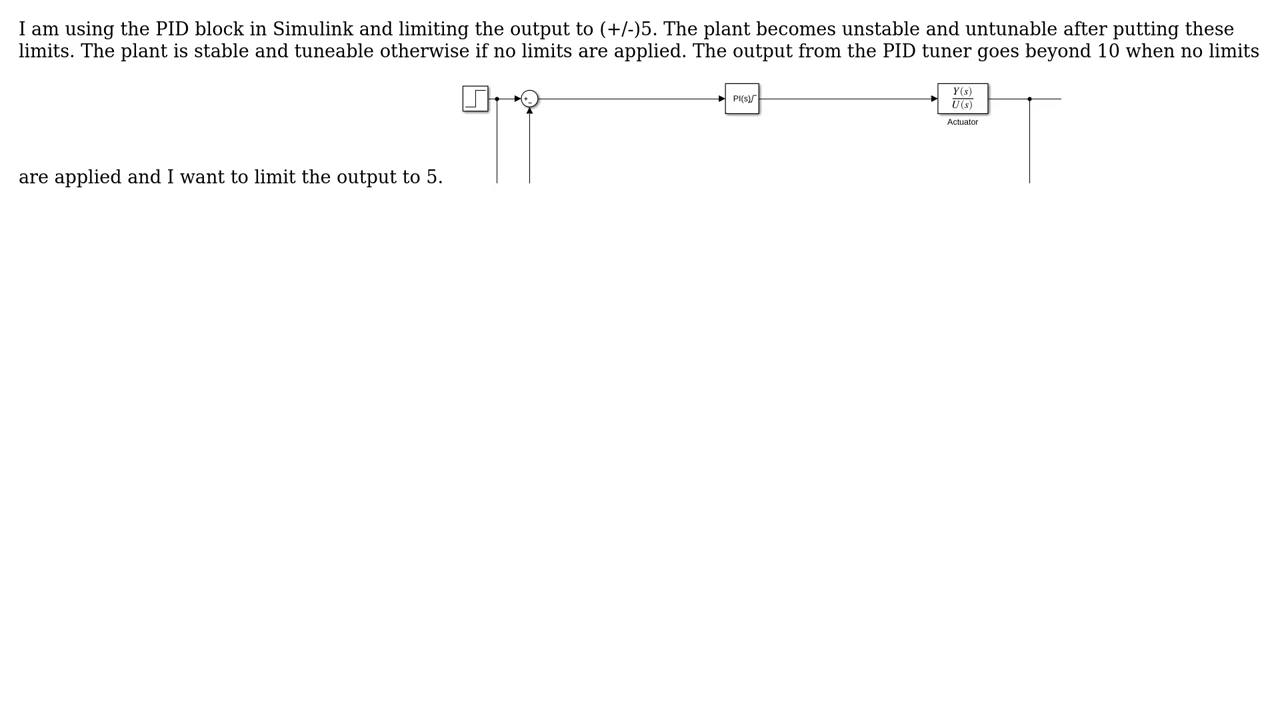 I am using the PID block in Simulink and limiting the output to (+/-)5. The plant becomes unstable and untunable after putting these
limits. The plant is stable and tuneable otherwise if no limits are applied. The output from the PID tuner goes beyond 10 when no limits
PI(s)
Y(s)
U(s)
Actuator
are applied and I want to limit the output to 5.